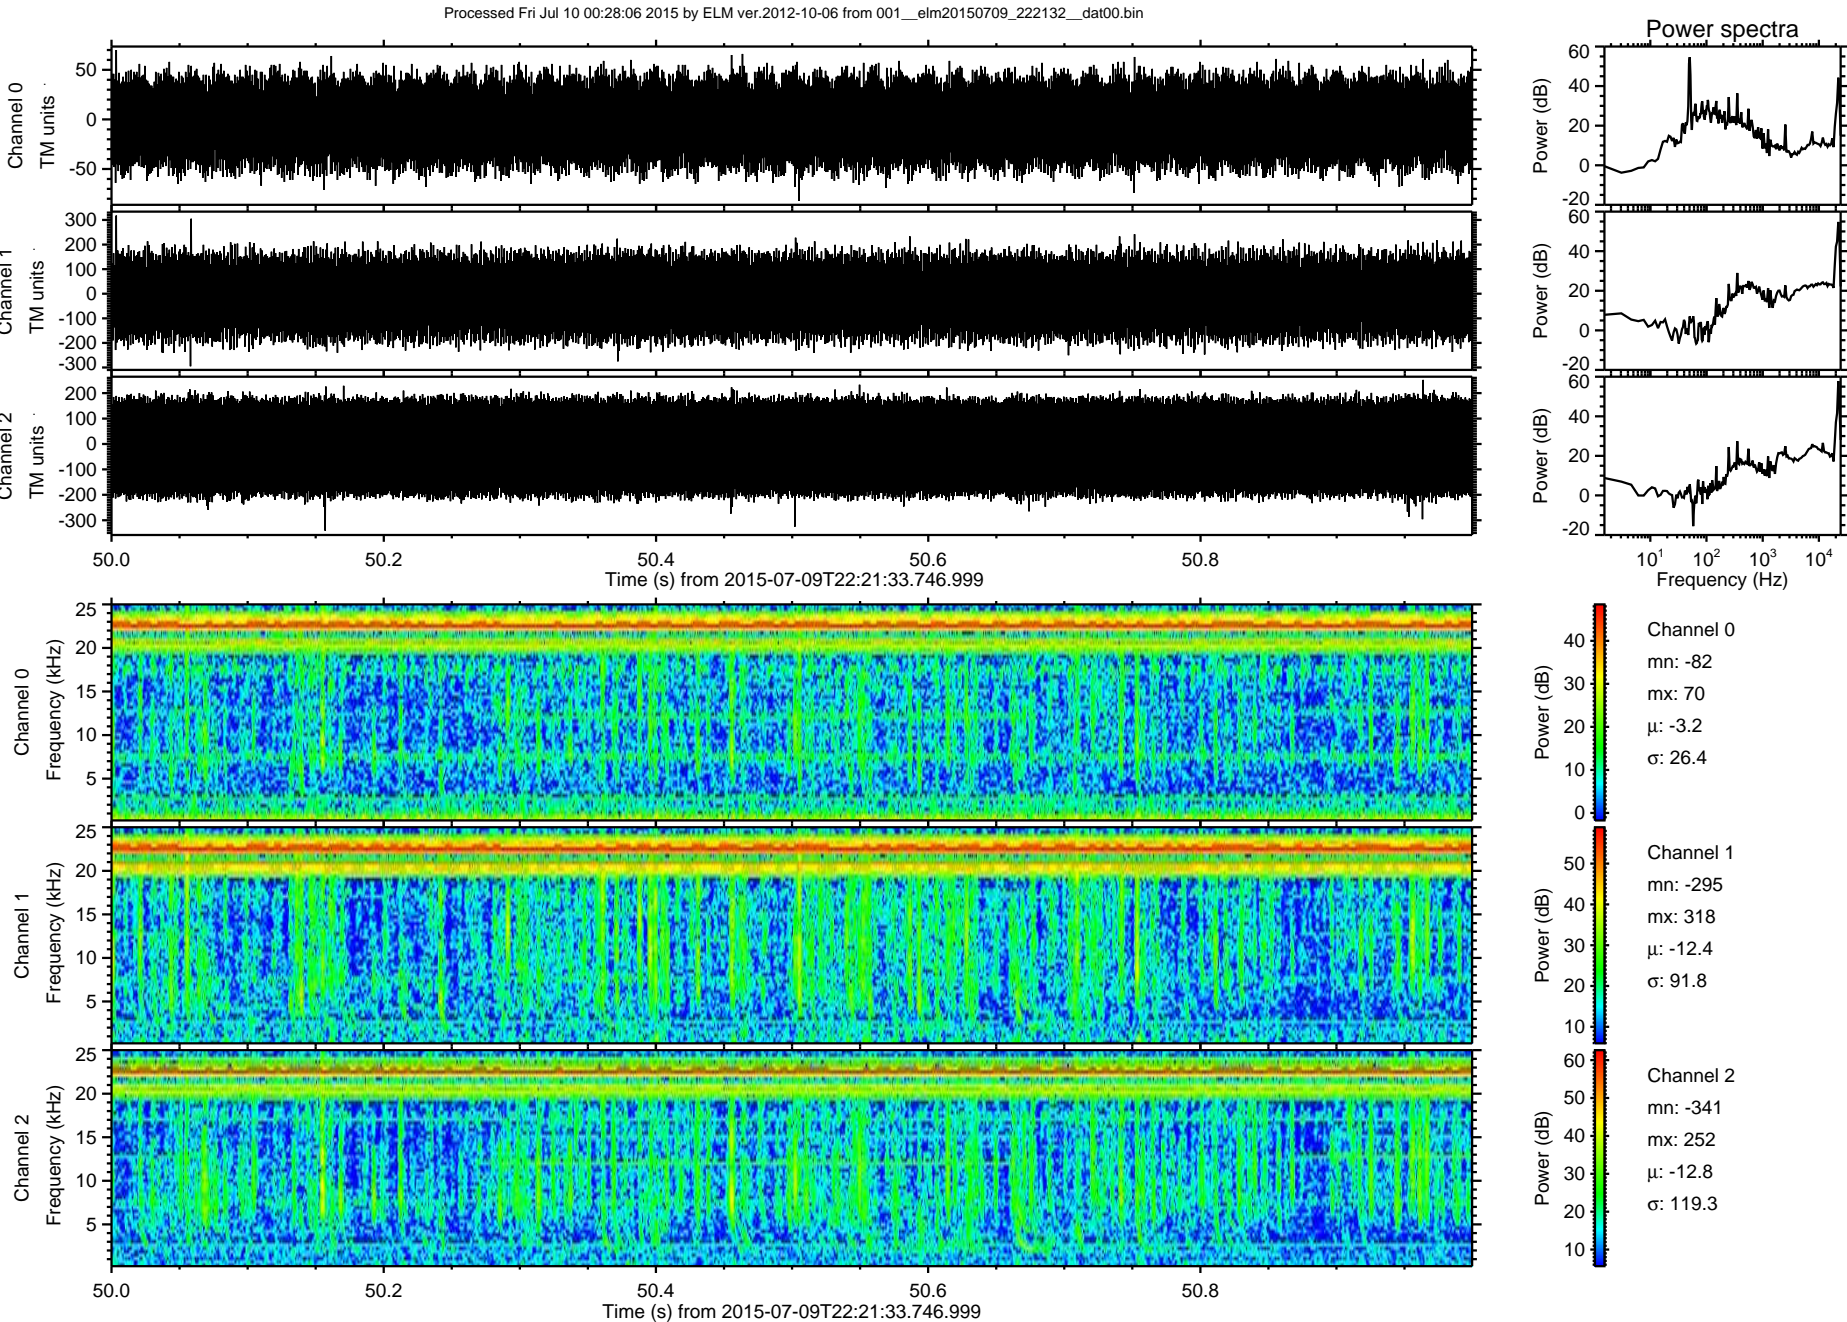 Processed Fri Jul 10 00:28:06 2015 by ELM ver.2012-10-06 from 001__elm20150709_222132__dat00.bin
Power spectra
Channel 0
TM units
50
0
-50
Power (dB)
60
40
20
0
-20
Channel 1
TM units
300
200
100
0
-100
-200
-300
Power (dB)
60
40
20
0
-20
Channel 2
TM units
200
100
0
-100
-200
-300
Power (dB)
60
40
20
0
-20
50.0 50.2 50.4 50.6 50.8
Time (s) from 2015-07-09T22:21:33.746.999
10^1 10^2 10^3 10^4
Frequency (Hz)
Channel 0
Frequency (kHz)
25
20
15
10
5
Power (dB)
40
30
20
10
0
Channel 0
mn: -82
mx: 70
μ: -3.2
σ: 26.4
Channel 1
Frequency (kHz)
25
20
15
10
5
Power (dB)
50
40
30
20
10
Channel 1
mn: -295
mx: 318
μ: -12.4
σ: 91.8
Channel 2
Frequency (kHz)
25
20
15
10
5
Power (dB)
60
50
40
30
20
10
Channel 2
mn: -341
mx: 252
μ: -12.8
σ: 119.3
50.0 50.2 50.4 50.6 50.8
Time (s) from 2015-07-09T22:21:33.746.999